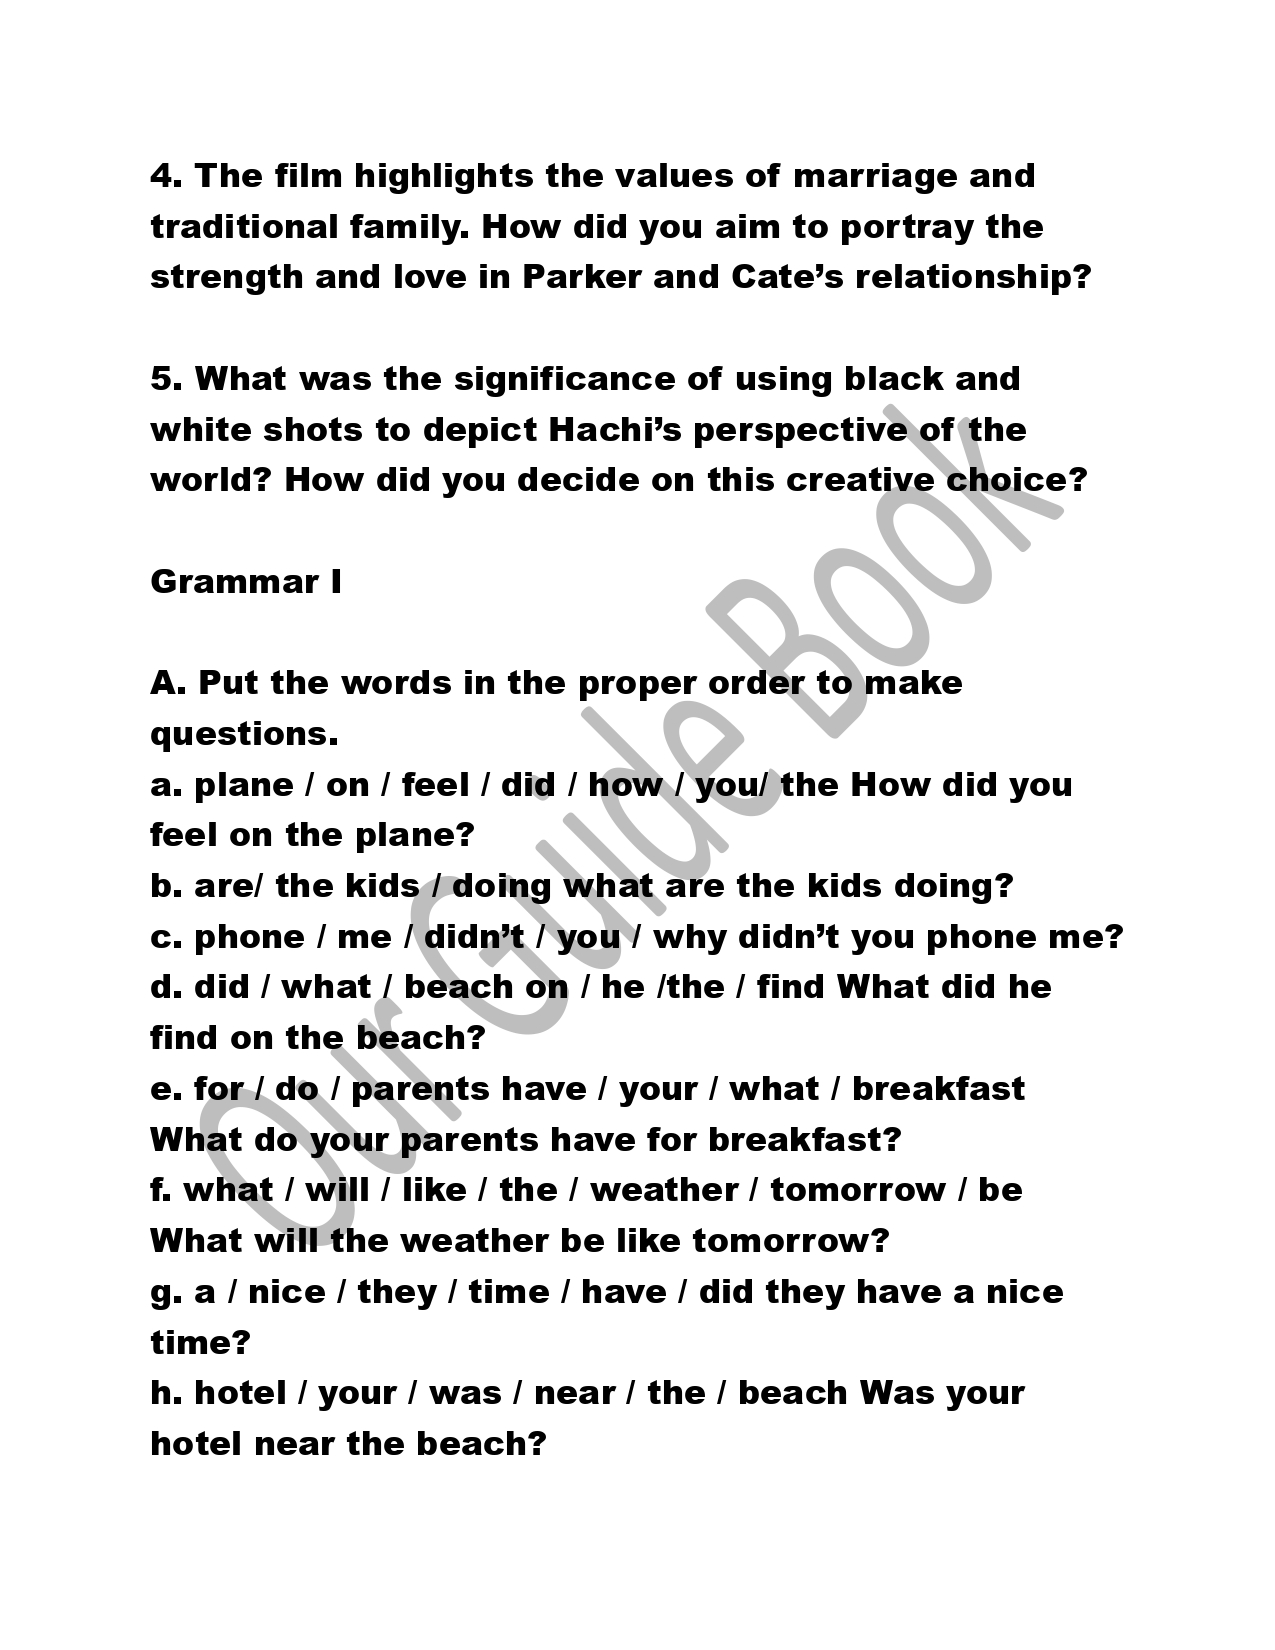 4. The film highlights the values of marriage and
traditional family. How did you aim to portray the
strength and love in Parker and Cate’s relationship?
5. What was the significance of using black and
white shots to depict Hachi’s perspective of the
world? How did you decide on this creative choice?
Grammar I
A. Put the words in the proper order to make
questions.
a. plane / on / feel / did / how / you/ the How did you
feel on the plane?
b. are/ the kids / doing what are the kids doing?
c. phone / me / didn’t / you / why didn’t you phone me?
d. did / what / beach on / he /the / find What did he
find on the beach?
e. for / do / parents have / your / what / breakfast
What do your parents have for breakfast?
f. what / will / like / the / weather / tomorrow / be
What will the weather be like tomorrow?
g. a / nice / they / time / have / did they have a nice
time?
h. hotel / your / was / near / the / beach Was your
hotel near the beach?
Our Guide Book